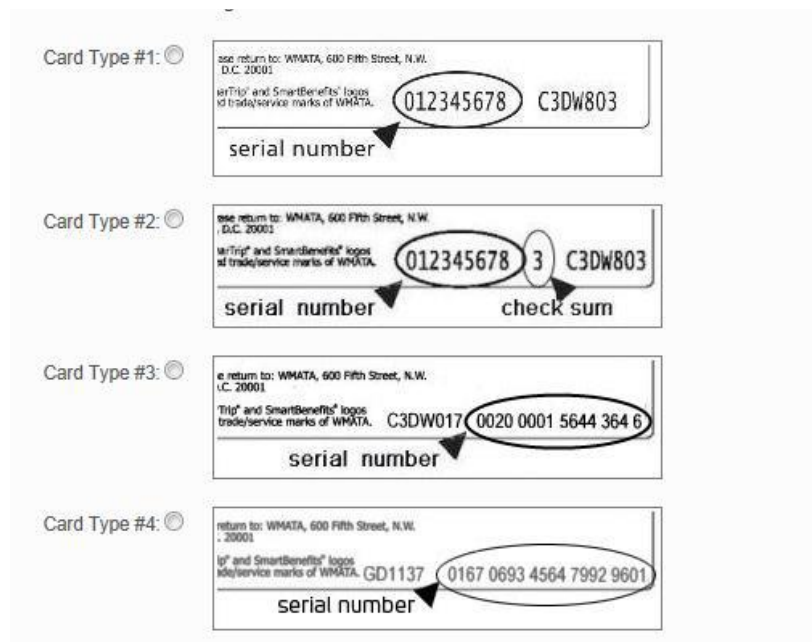 Card Type #1:
ase return to: WMATA, 600 Fifth Street, N.W.
D.C. 20001
arTrip® and SmartBenefits® logos
d trade/service marks of WMATA.
012345678 C3DW803
serial number
Card Type #2:
ase return to: WMATA, 600 Fifth Street, N.W.
, D.C. 20001
arTrip® and SmartBenefits® logos
d trade/service marks of WMATA.
012345678 3 C3DW803
serial number check sum
Card Type #3:
e return to: WMATA, 600 Fifth Street, N.W.
.C. 20001
Trip® and SmartBenefits® logos
trade/service marks of WMATA. C3DW017 0020 0001 5644 364 6
serial number
Card Type #4:
return to: WMATA, 600 Fifth Street, N.W.
. 20001
ip® and SmartBenefits® logos
ade/service marks of WMATA. GD1137 0167 0693 4564 7992 9601
serial number